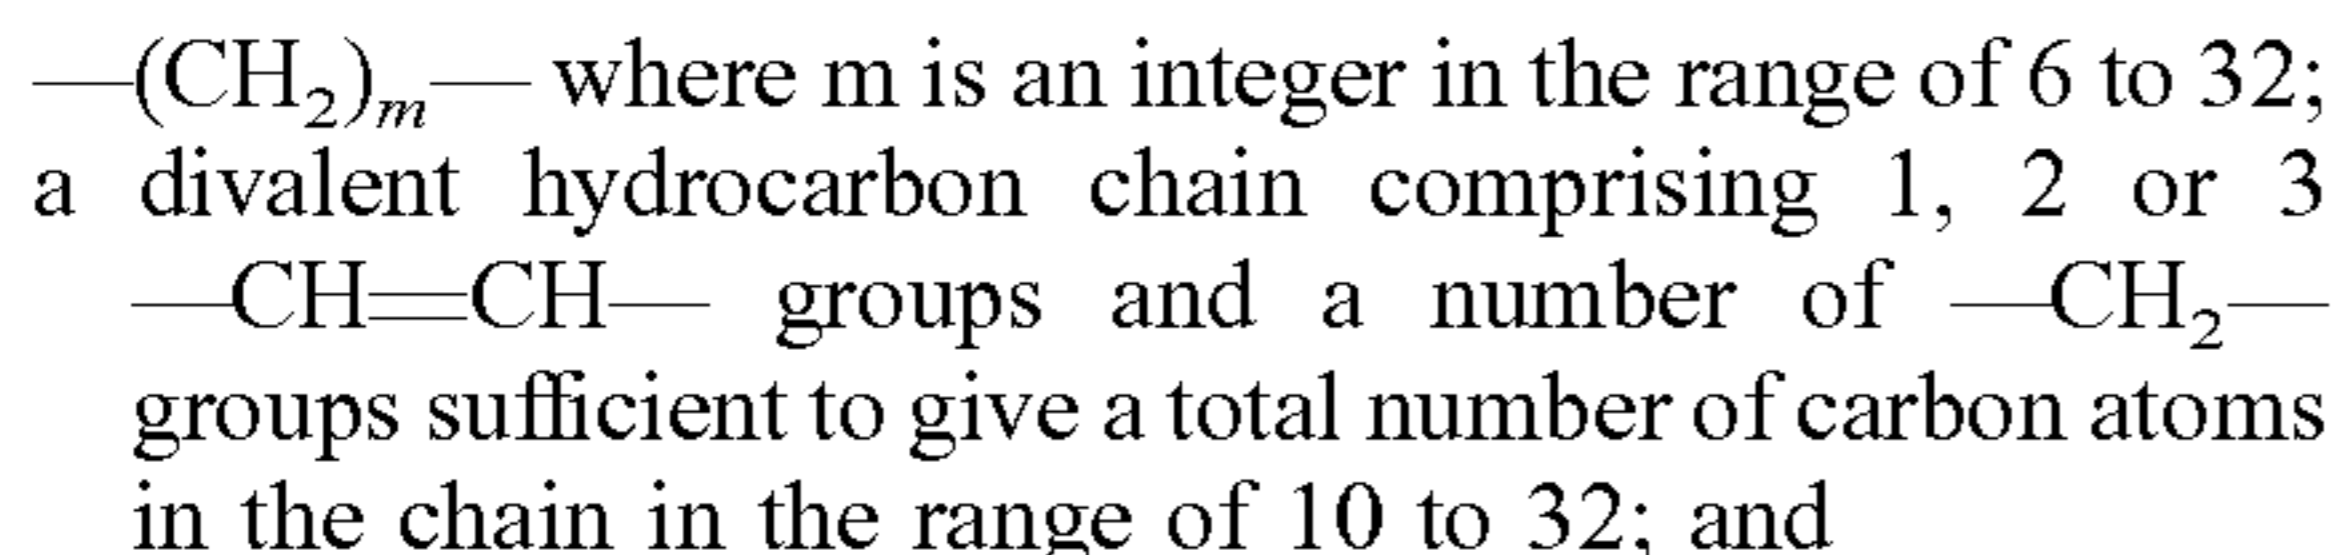 —(CH₂)ₘ— where m is an integer in the range of 6 to 32;
a divalent hydrocarbon chain comprising 1, 2 or 3
—CH═CH— groups and a number of —CH₂—
groups sufficient to give a total number of carbon atoms
in the chain in the range of 10 to 32; and